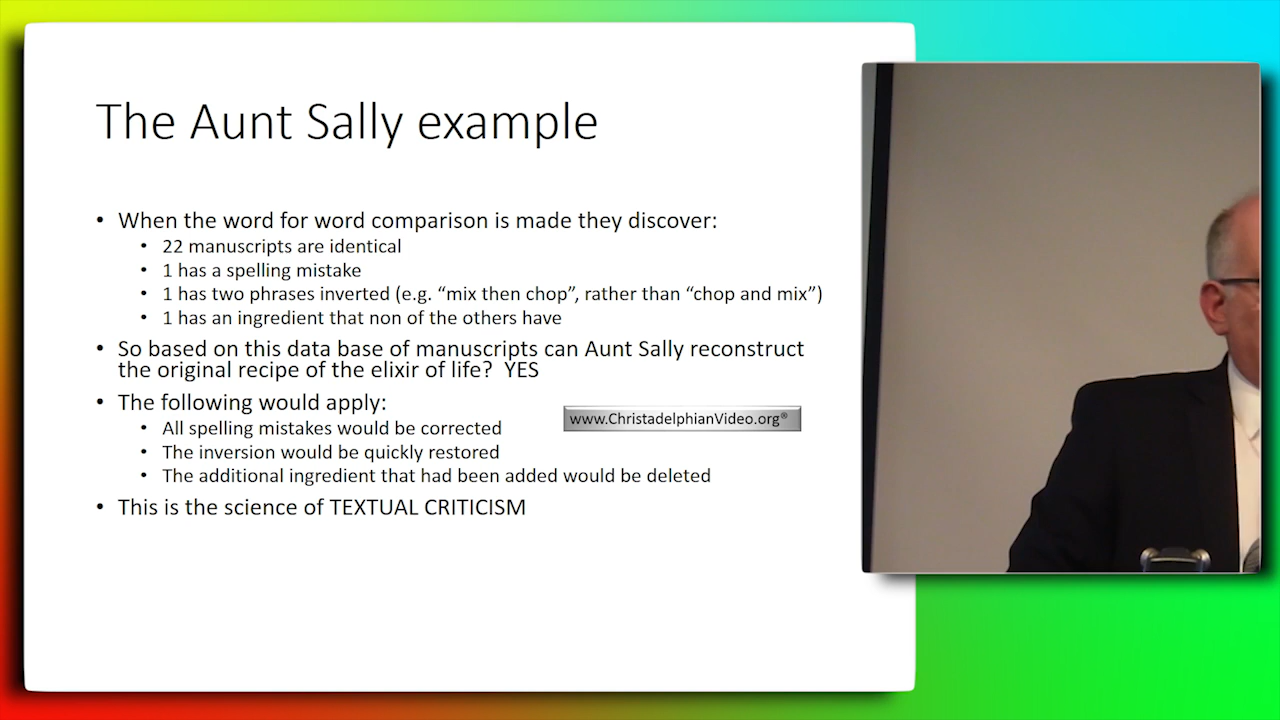 The Aunt Sally example
• When the word for word comparison is made they discover:
• 22 manuscripts are identical
• 1 has a spelling mistake
• 1 has two phrases inverted (e.g. “mix then chop”, rather than “chop and mix”)
• 1 has an ingredient that non of the others have
• So based on this data base of manuscripts can Aunt Sally reconstruct
the original recipe of the elixir of life? YES
• The following would apply:
• All spelling mistakes would be corrected
• The inversion would be quickly restored
• The additional ingredient that had been added would be deleted
• This is the science of TEXTUAL CRITICISM
www.ChristadelphianVideo.org®